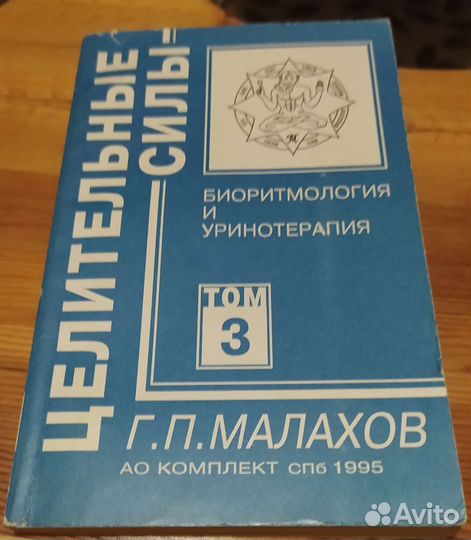 ЦЕЛИТЕЛЬНЫЕ
СИЛЫ-
БИОРИТМОЛОГИЯ
И
УРИНОТЕРАПИЯ
ТОМ
3
Г.П.МАЛАХОВ
АО КОМПЛЕКТ СПб 1995
Avito